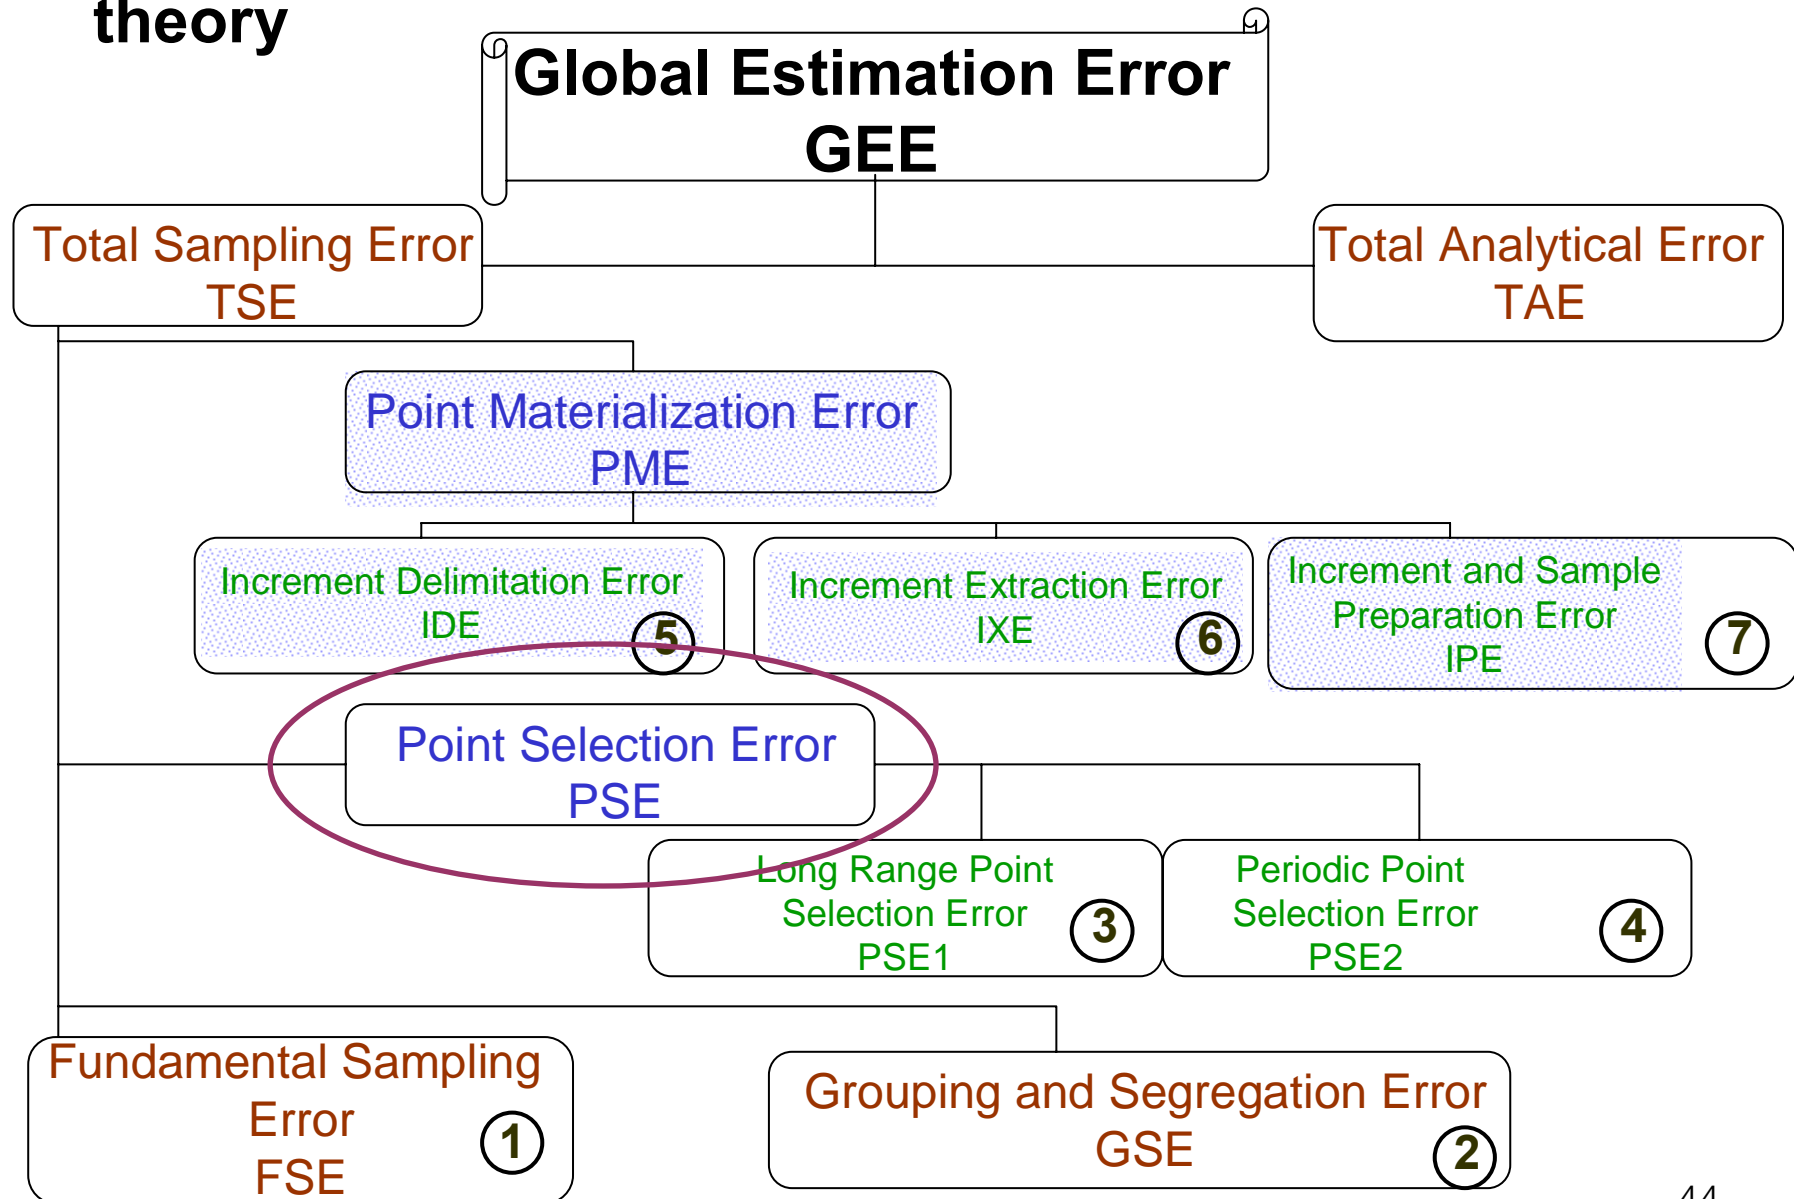 theory
Global Estimation Error
GEE
Total Sampling Error
TSE
Total Analytical Error
TAE
Point Materialization Error
PME
Increment Delimitation Error
IDE
5
Increment Extraction Error
IXE
6
Increment and Sample
Preparation Error
IPE
7
Point Selection Error
PSE
Long Range Point
Selection Error
PSE1
3
Periodic Point
Selection Error
PSE2
4
Fundamental Sampling
Error
FSE
1
Grouping and Segregation Error
GSE
2
44